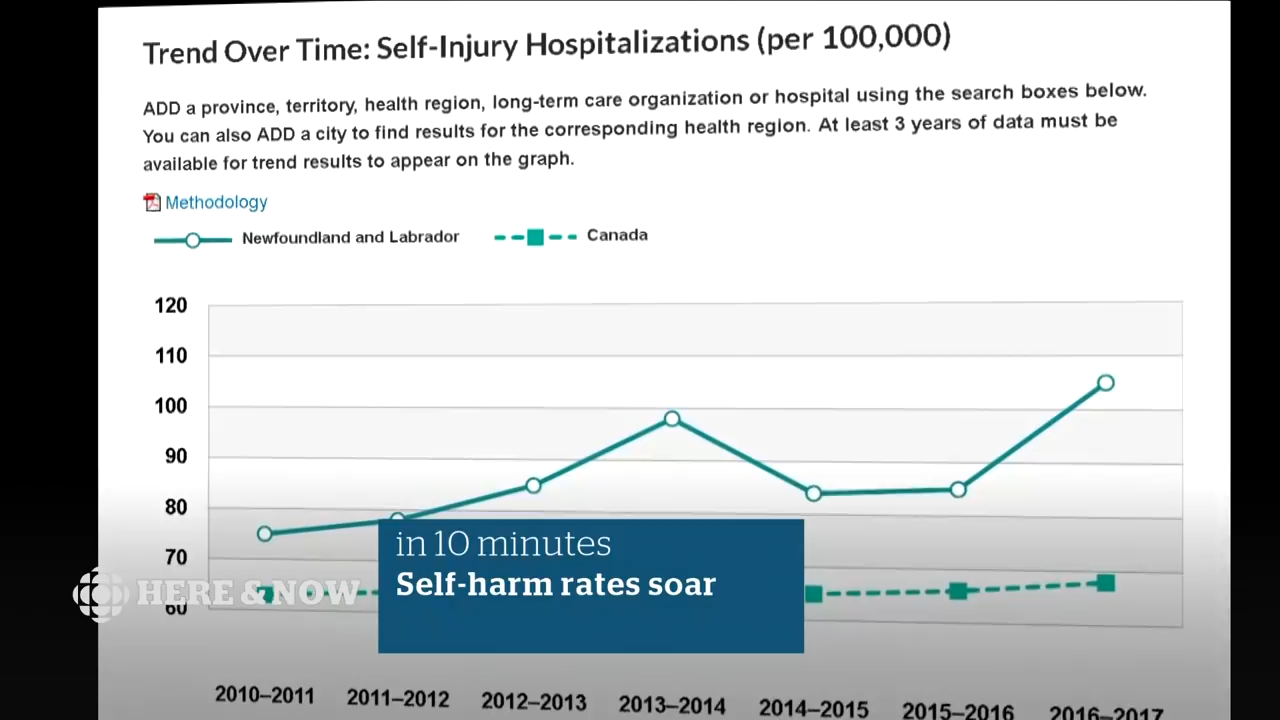 Trend Over Time: Self-Injury Hospitalizations (per 100,000)
ADD a province, territory, health region, long-term care organization or hospital using the search boxes below.
You can also ADD a city to find results for the corresponding health region. At least 3 years of data must be
available for trend results to appear on the graph.
Methodology
Newfoundland and Labrador
Canada
120
110
100
90
80
70
60
in 10 minutes
Self-harm rates soar
HERE & NOW
2010–2011
2011–2012
2012–2013
2013–2014
2014–2015
2015–2016
2016–2017